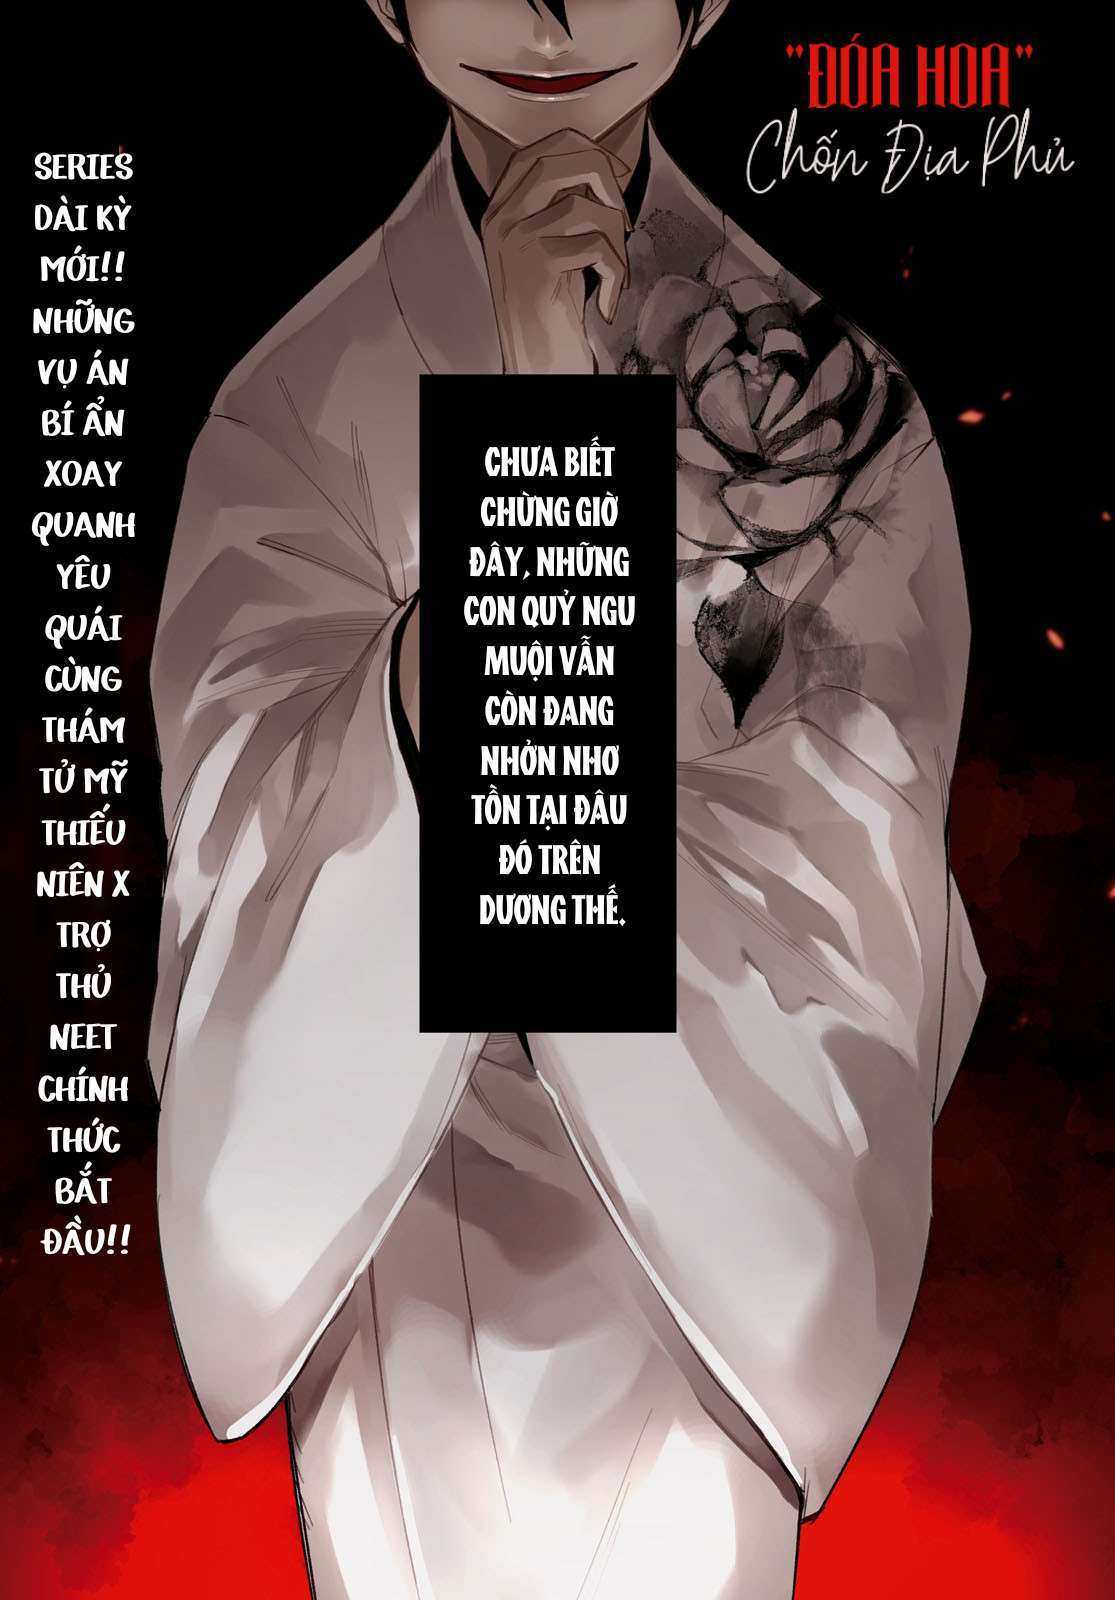 "ĐÓA HOA"
Chốn Địa Phủ
SERIES
DÀI KỲ
MỚI!!
NHỮNG
VỤ ÁN
BÍ ẨN
XOAY
QUANH
YÊU
QUÁI
CÙNG
THÁM
TỬ MỸ
THIẾU
NIÊN X
TRỢ
THỦ
NEET
CHÍNH
THỨC
BẮT
ĐẦU!!
CHƯA BIẾT
CHỪNG GIỜ
ĐÂY, NHỮNG
CON QUỶ NGU
MUỘI VẪN
CÒN ĐANG
NHỞN NHƠ
TỒN TẠI ĐÂU
ĐÓ TRÊN
DƯƠNG THẾ.